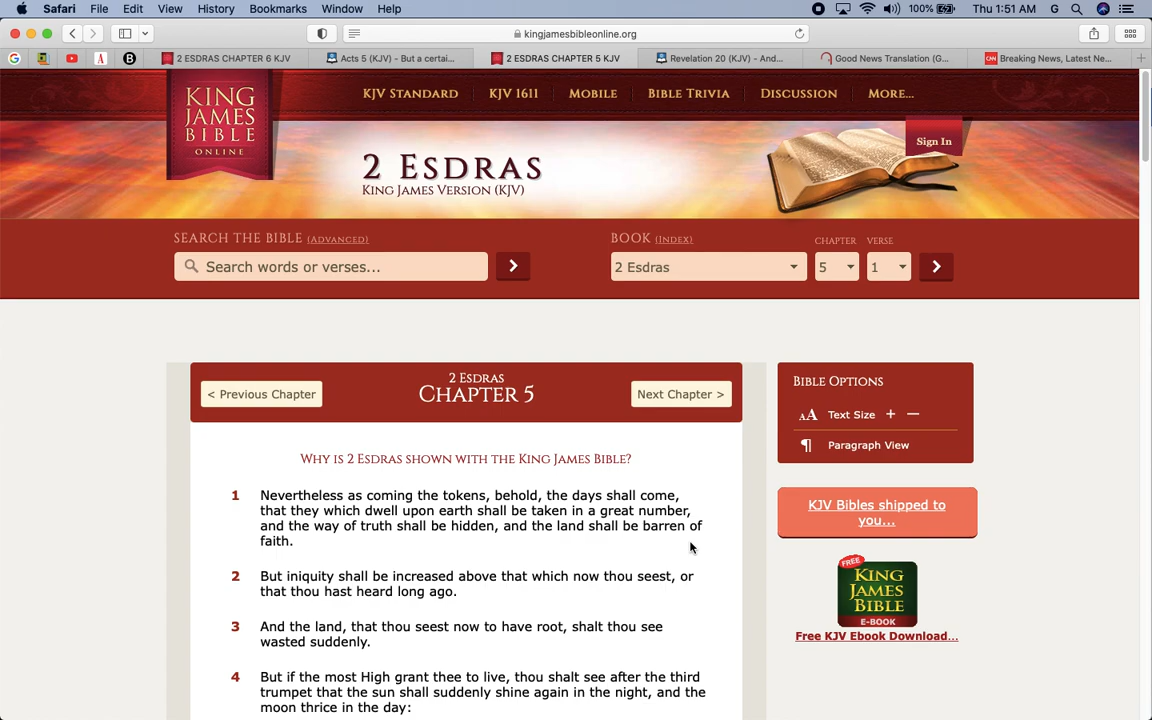 Safari File Edit View History Bookmarks Window Help 100% Thu 1:51 AM G
kingjamesbibleonline.org
2 ESDRAS CHAPTER 6 KJV
Acts 5 (KJV) - But a certai...
2 ESDRAS CHAPTER 5 KJV
Revelation 20 (KJV) - And...
Good News Translation (G...
Breaking News, Latest Ne...
KING
JAMES
BIBLE
ONLINE
KJV STANDARD
KJV 1611
MOBILE
BIBLE TRIVIA
DISCUSSION
MORE...
Sign In
2 ESDRAS
KING JAMES VERSION (KJV)
SEARCH THE BIBLE (ADVANCED)
Search words or verses...
BOOK (INDEX)
CHAPTER
VERSE
2 Esdras
5
1
2 ESDRAS
< Previous Chapter
CHAPTER 5
Next Chapter >
BIBLE OPTIONS
AA Text Size + −
¶ Paragraph View
WHY IS 2 ESDRAS SHOWN WITH THE KING JAMES BIBLE?
1 Nevertheless as coming the tokens, behold, the days shall come,
that they which dwell upon earth shall be taken in a great number,
and the way of truth shall be hidden, and the land shall be barren of
faith.
2 But iniquity shall be increased above that which now thou seest, or
that thou hast heard long ago.
3 And the land, that thou seest now to have root, shalt thou see
wasted suddenly.
4 But if the most High grant thee to live, thou shalt see after the third
trumpet that the sun shall suddenly shine again in the night, and the
moon thrice in the day:
KJV Bibles shipped to
you...
FREE
KING
JAMES
BIBLE
E-BOOK
Free KJV Ebook Download...